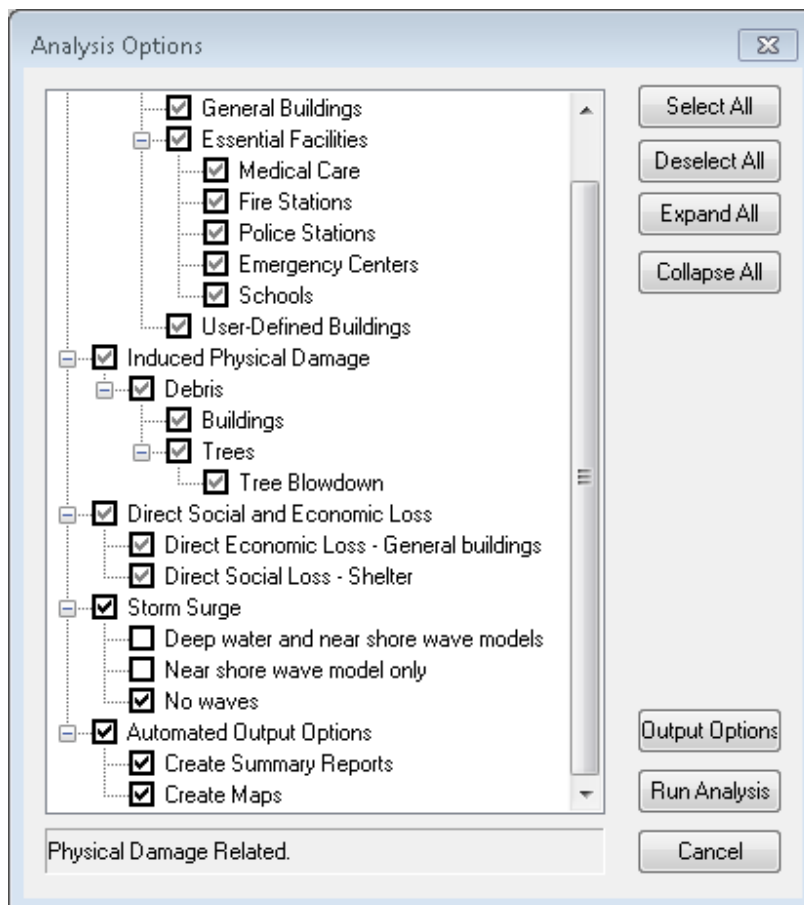 Analysis Options
General Buildings
Essential Facilities
Medical Care
Fire Stations
Police Stations
Emergency Centers
Schools
User-Defined Buildings
Induced Physical Damage
Debris
Buildings
Trees
Tree Blowdown
Direct Social and Economic Loss
Direct Economic Loss - General buildings
Direct Social Loss - Shelter
Storm Surge
Deep water and near shore wave models
Near shore wave model only
No waves
Automated Output Options
Create Summary Reports
Create Maps
Physical Damage Related.
Select All
Deselect All
Expand All
Collapse All
Output Options
Run Analysis
Cancel